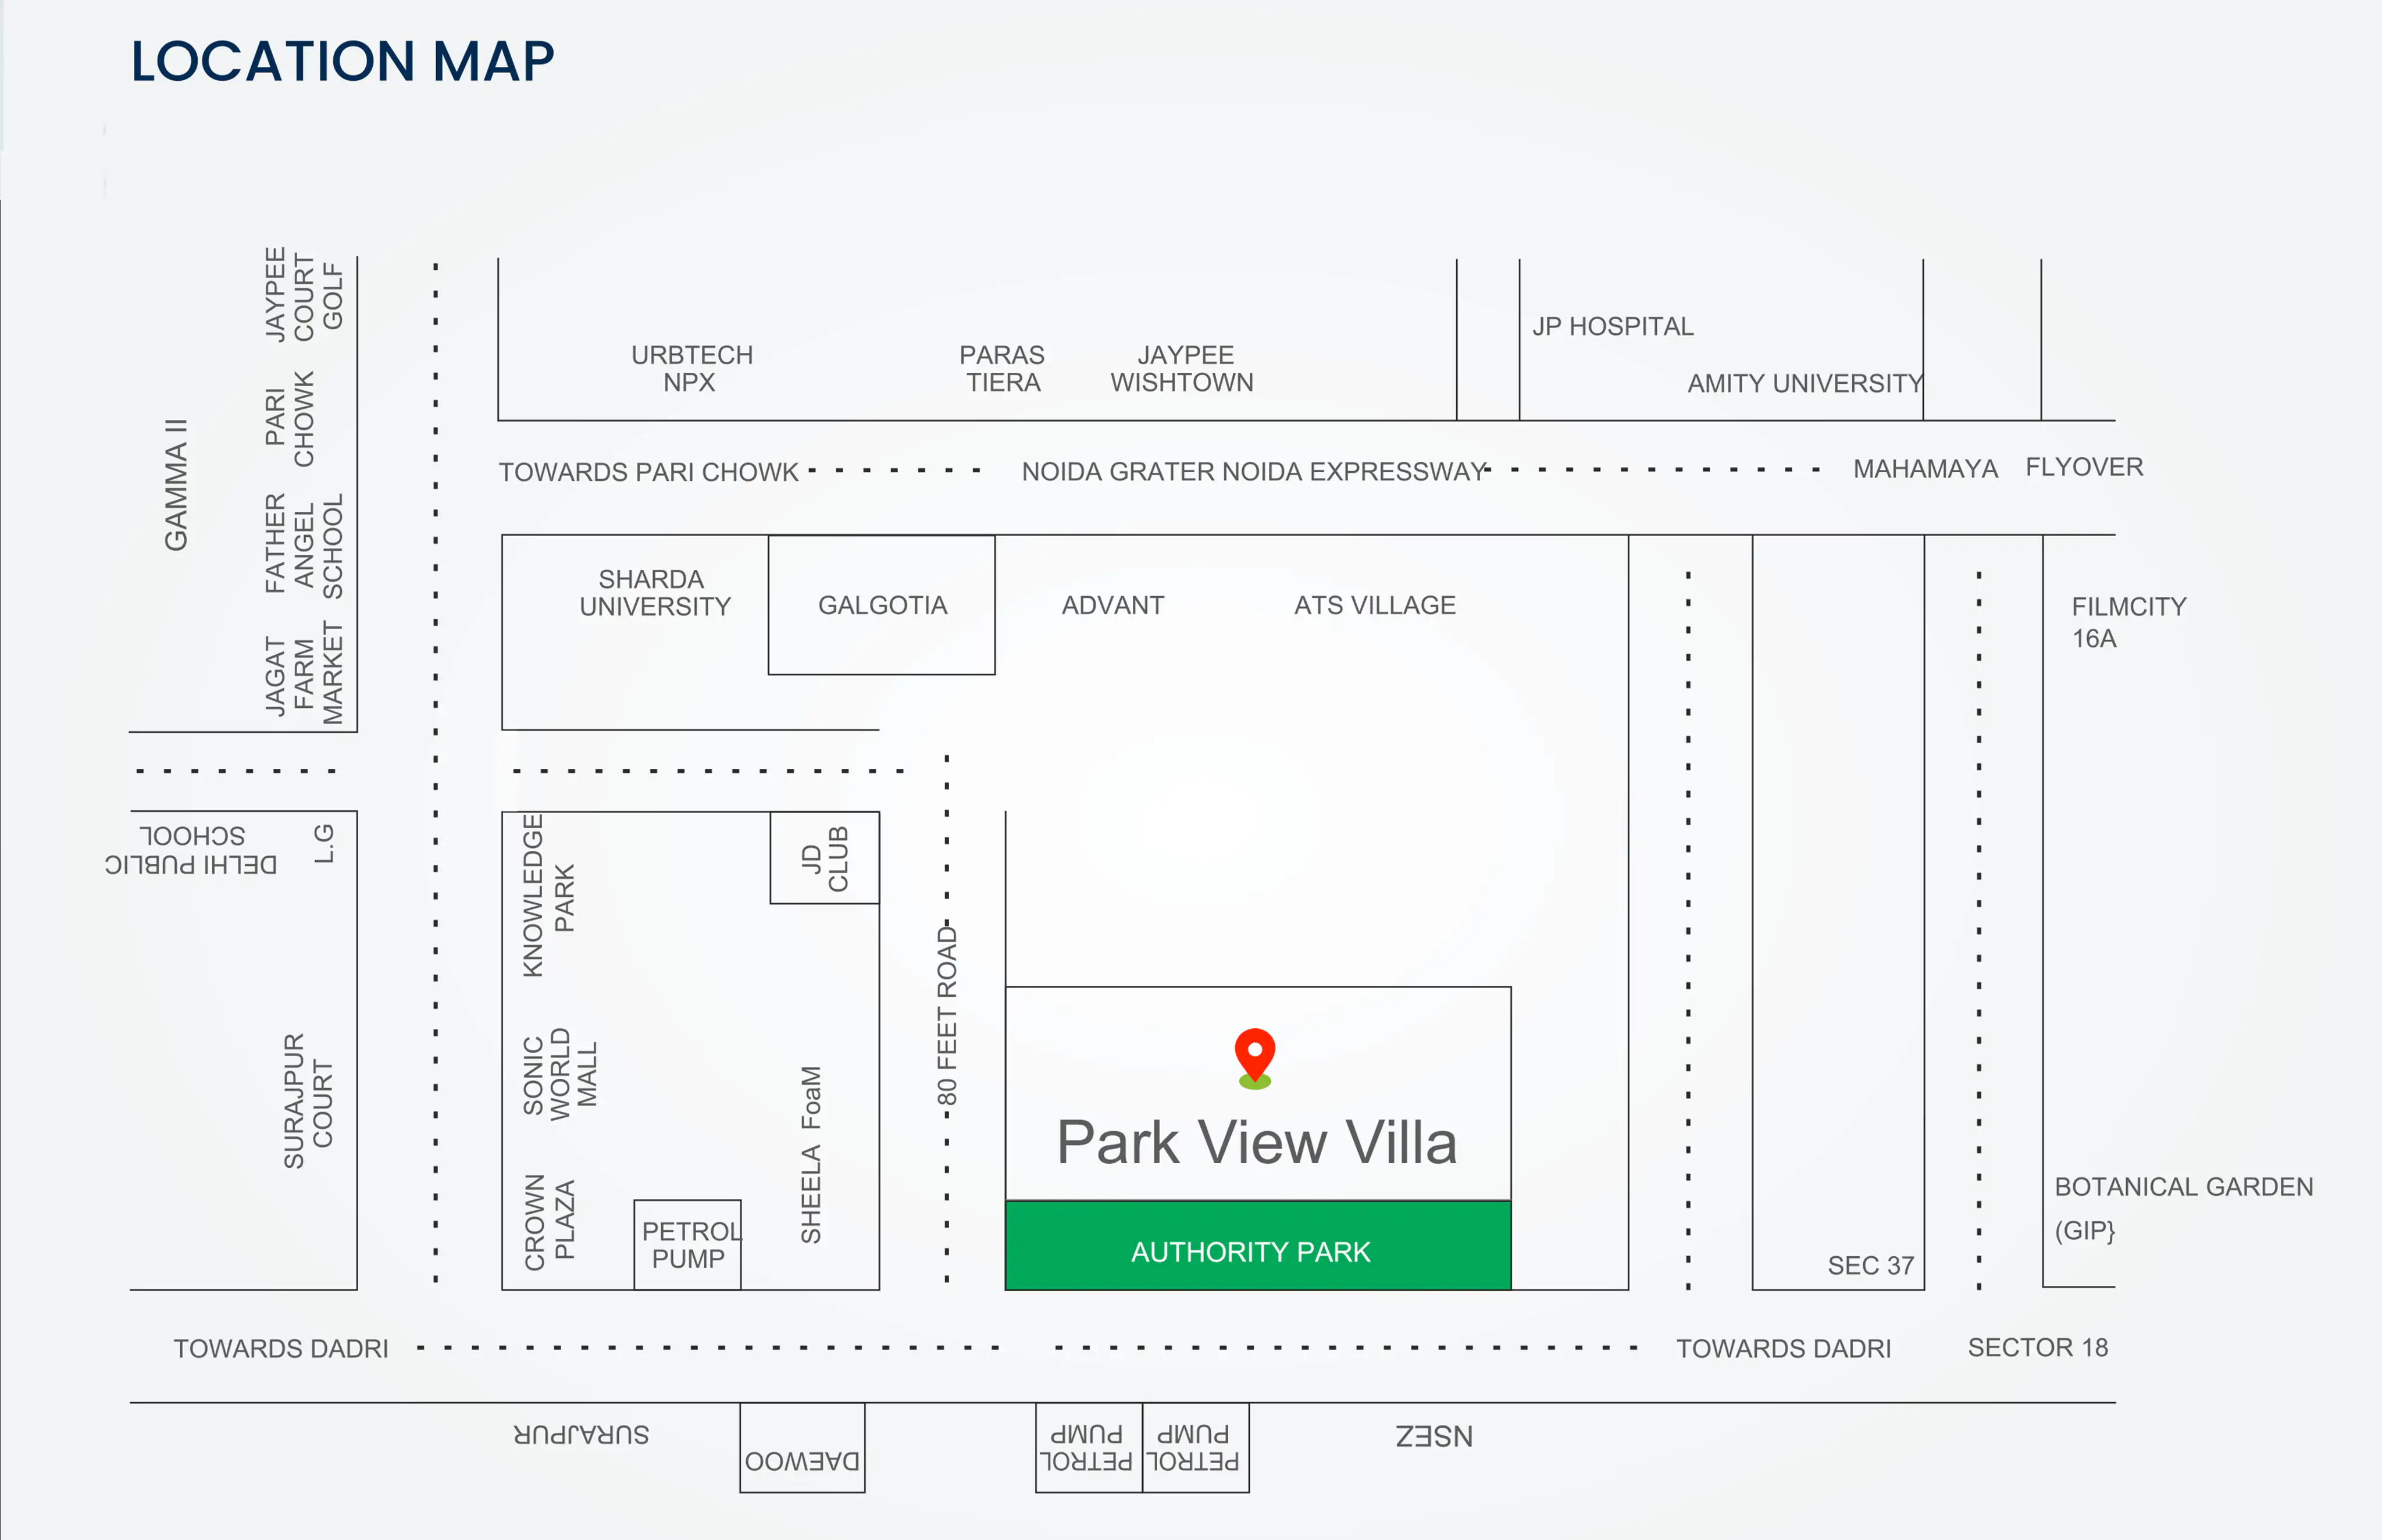 LOCATION MAP
JAYPEE
COURT
GOLF
PARI
CHOWK
GAMMA II
FATHER
ANGEL
SCHOOL
JAGAT
FARM
MARKET
URBTECH
NPX
PARAS
TIERA
JAYPEE
WISHTOWN
JP HOSPITAL
AMITY UNIVERSITY
TOWARDS PARI CHOWK
NOIDA GRATER NOIDA EXPRESSWAY
MAHAMAYA FLYOVER
SHARDA
UNIVERSITY
GALGOTIA
ADVANT
ATS VILLAGE
FILMCITY
16A
DELHI PUBLIC
SCHOOL
L.G
SURAJPUR
COURT
KNOWLEDGE
PARK
JD
CLUB
SONIC
WORLD
MALL
CROWN
PLAZA
PETROL
PUMP
SHEELA FoaM
80 FEET ROAD
Park View Villa
AUTHORITY PARK
SEC 37
BOTANICAL GARDEN
(GIP}
TOWARDS DADRI
TOWARDS DADRI
SECTOR 18
SURAJPUR
DAEWOO
PETROL
PUMP
PETROL
PUMP
NSEZ